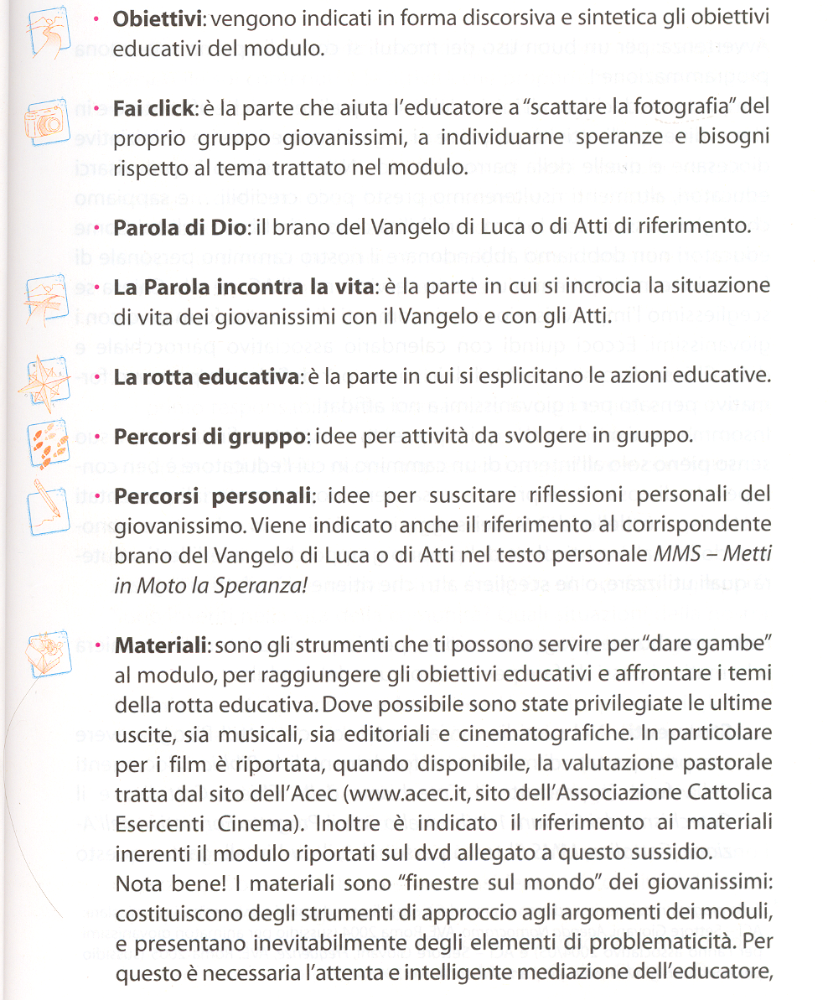 • Obiettivi: vengono indicati in forma discorsiva e sintetica gli obiettivi
educativi del modulo.
• Fai click: è la parte che aiuta l'educatore a “scattare la fotografia” del
proprio gruppo giovanissimi, a individuarne speranze e bisogni
rispetto al tema trattato nel modulo.
• Parola di Dio: il brano del Vangelo di Luca o di Atti di riferimento.
• La Parola incontra la vita: è la parte in cui si incrocia la situazione
di vita dei giovanissimi con il Vangelo e con gli Atti.
• La rotta educativa: è la parte in cui si esplicitano le azioni educative.
• Percorsi di gruppo: idee per attività da svolgere in gruppo.
• Percorsi personali: idee per suscitare riflessioni personali del
giovanissimo. Viene indicato anche il riferimento al corrispondente
brano del Vangelo di Luca o di Atti nel testo personale MMS – Metti
in Moto la Speranza!
• Materiali: sono gli strumenti che ti possono servire per “dare gambe”
al modulo, per raggiungere gli obiettivi educativi e affrontare i temi
della rotta educativa. Dove possibile sono state privilegiate le ultime
uscite, sia musicali, sia editoriali e cinematografiche. In particolare
per i film è riportata, quando disponibile, la valutazione pastorale
tratta dal sito dell'Acec (www.acec.it, sito dell'Associazione Cattolica
Esercenti Cinema). Inoltre è indicato il riferimento ai materiali
inerenti il modulo riportati sul dvd allegato a questo sussidio.
Nota bene! I materiali sono “finestre sul mondo” dei giovanissimi:
costituiscono degli strumenti di approccio agli argomenti dei moduli,
e presentano inevitabilmente degli elementi di problematicità. Per
questo è necessaria l'attenta e intelligente mediazione dell'educatore,